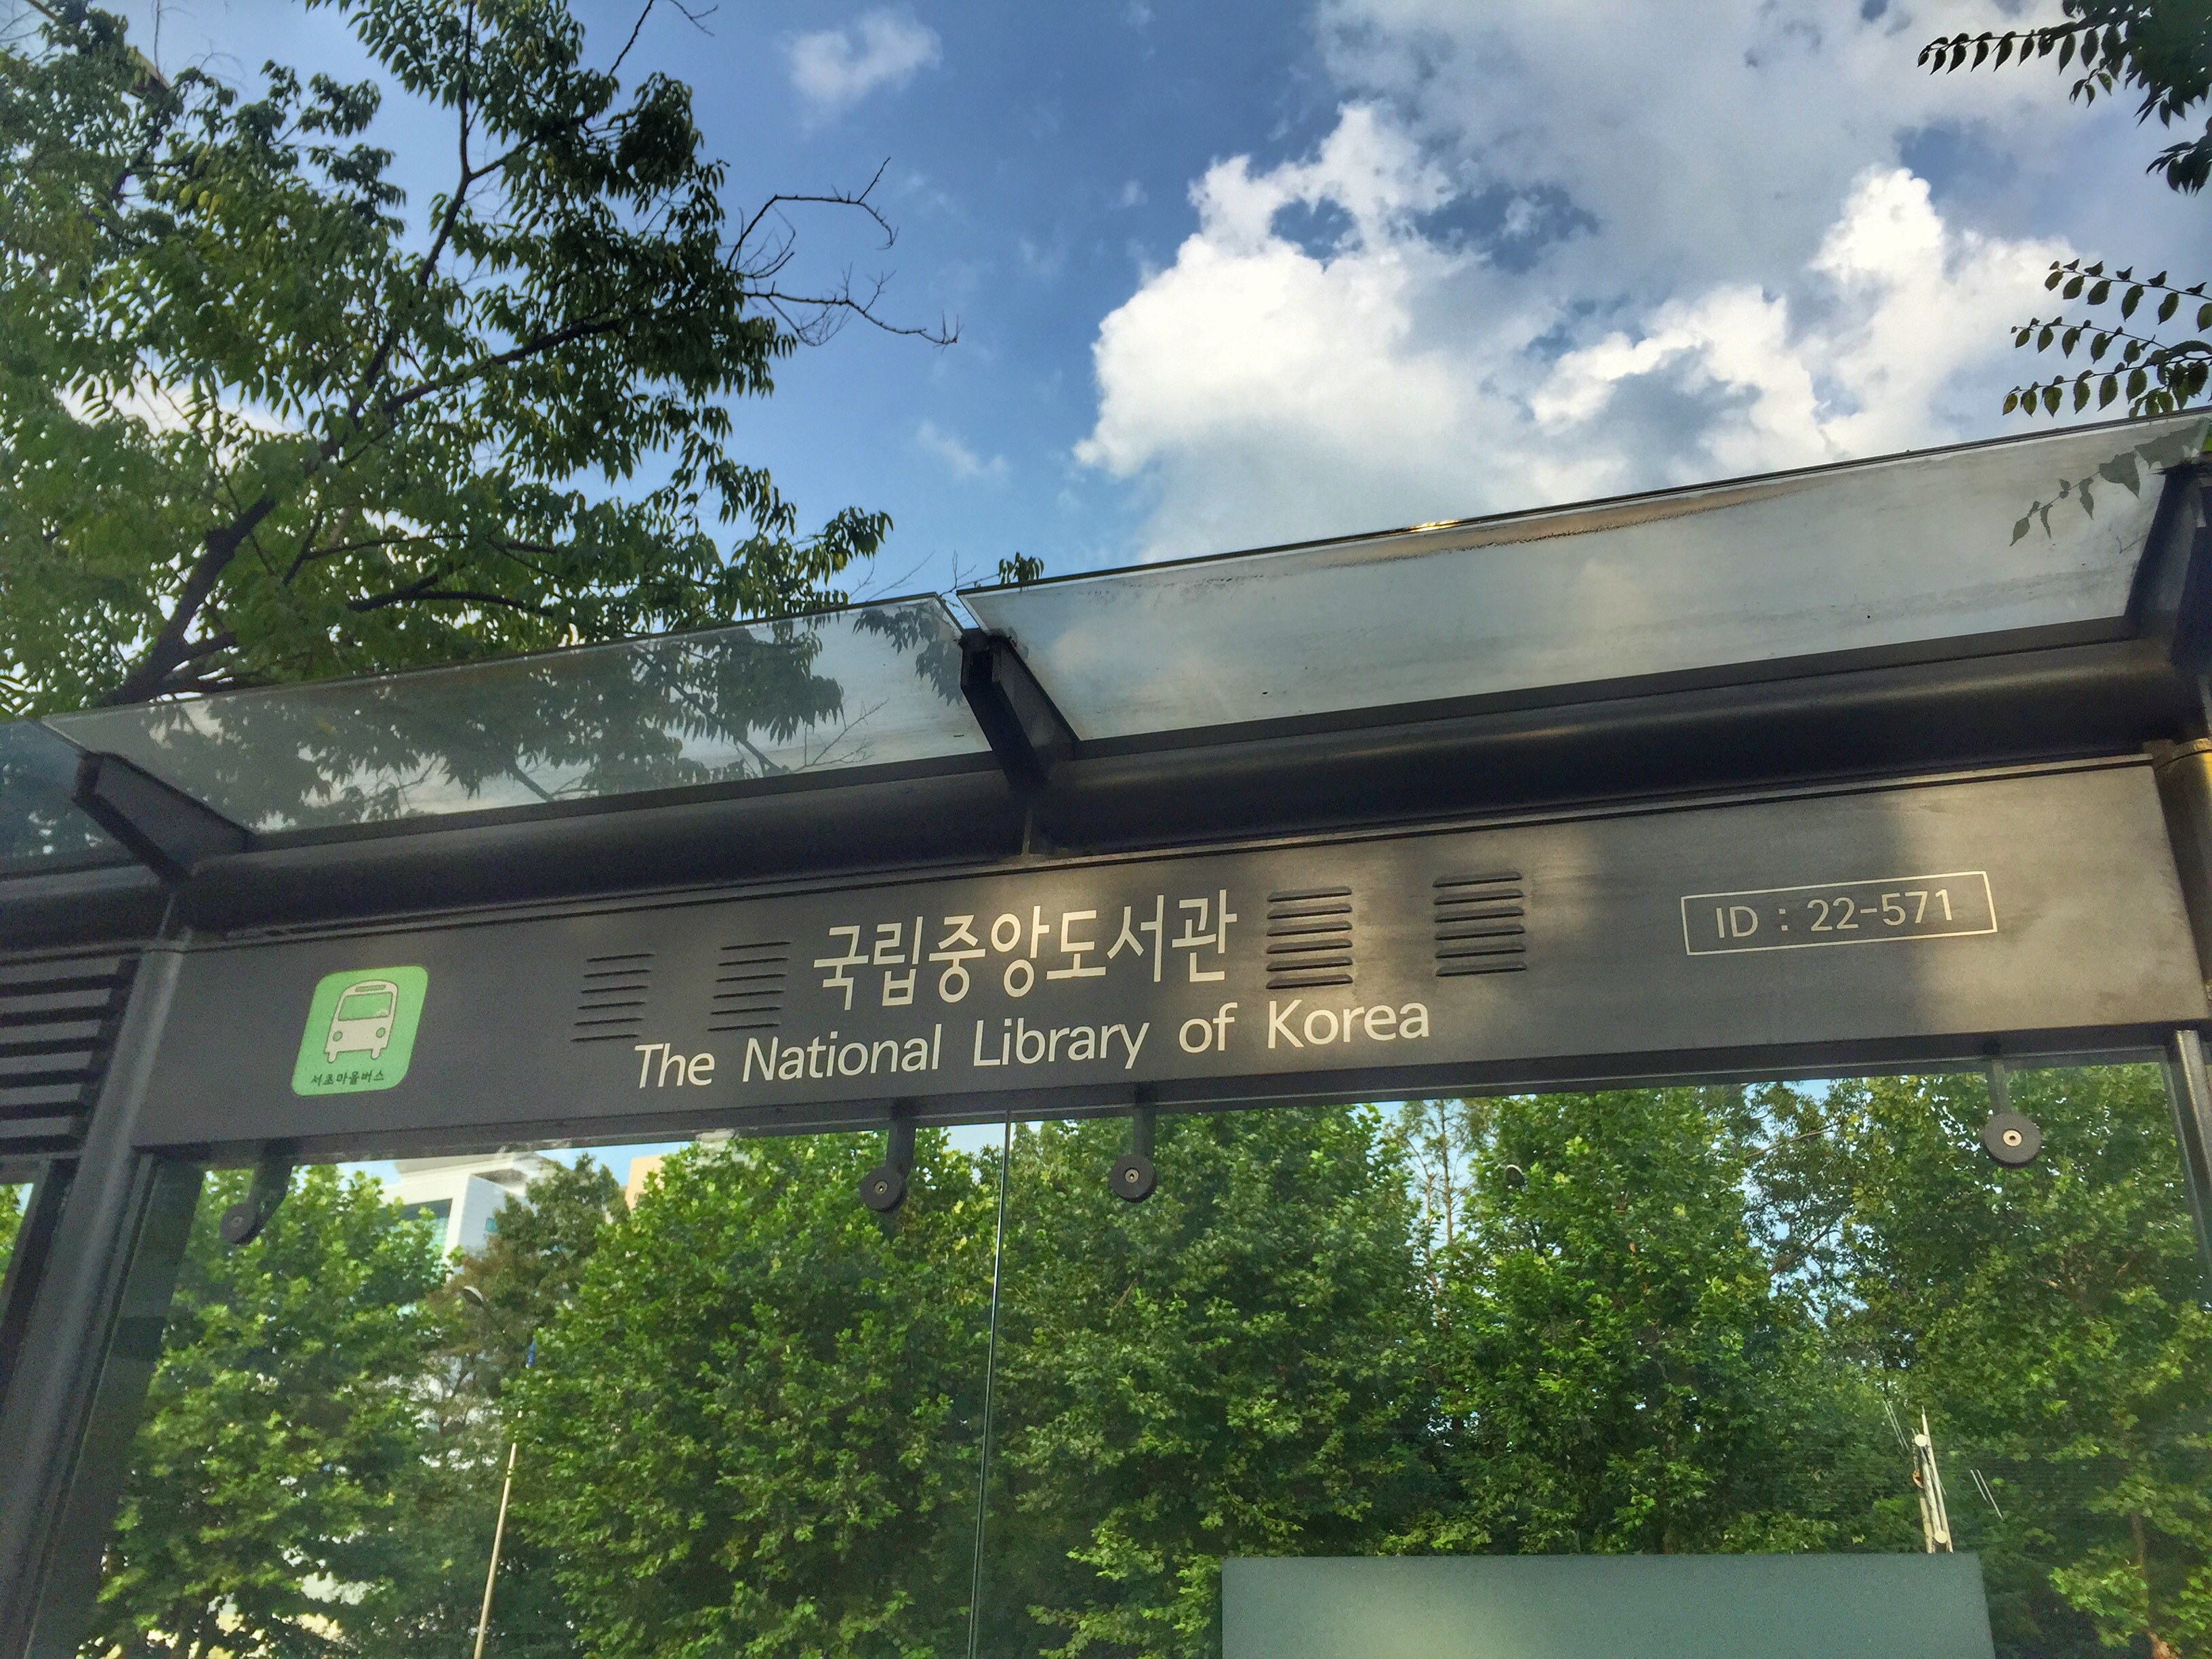 국립중앙도서관
The National Library of Korea
ID : 22-571
서초마을버스